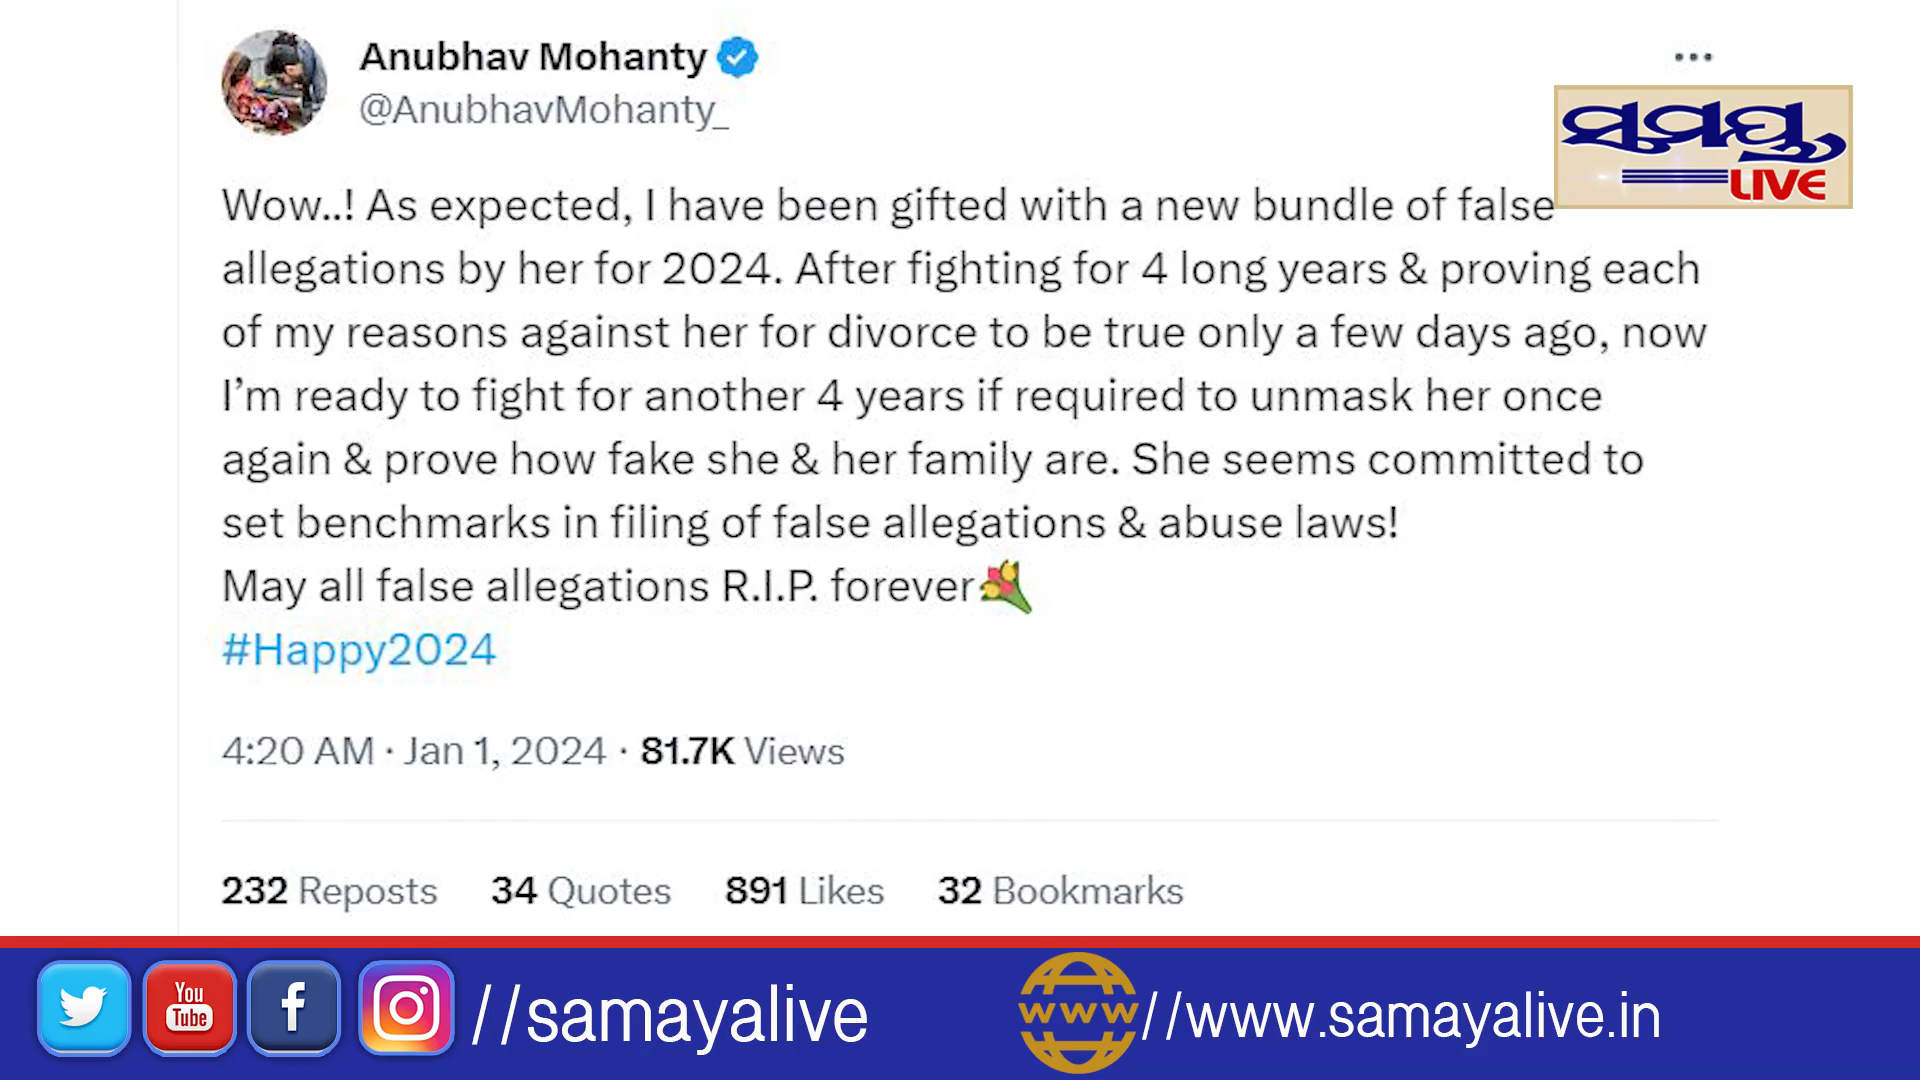 Anubhav Mohanty
@AnubhavMohanty_
ସମୟ
LIVE
Wow..! As expected, I have been gifted with a new bundle of false
allegations by her for 2024. After fighting for 4 long years & proving each
of my reasons against her for divorce to be true only a few days ago, now
I’m ready to fight for another 4 years if required to unmask her once
again & prove how fake she & her family are. She seems committed to
set benchmarks in filing of false allegations & abuse laws!
May all false allegations R.I.P. forever💐
#Happy2024
4:20 AM · Jan 1, 2024 · 81.7K Views
232 Reposts 34 Quotes 891 Likes 32 Bookmarks
You
Tube
f
//samayalive
www
//www.samayalive.in